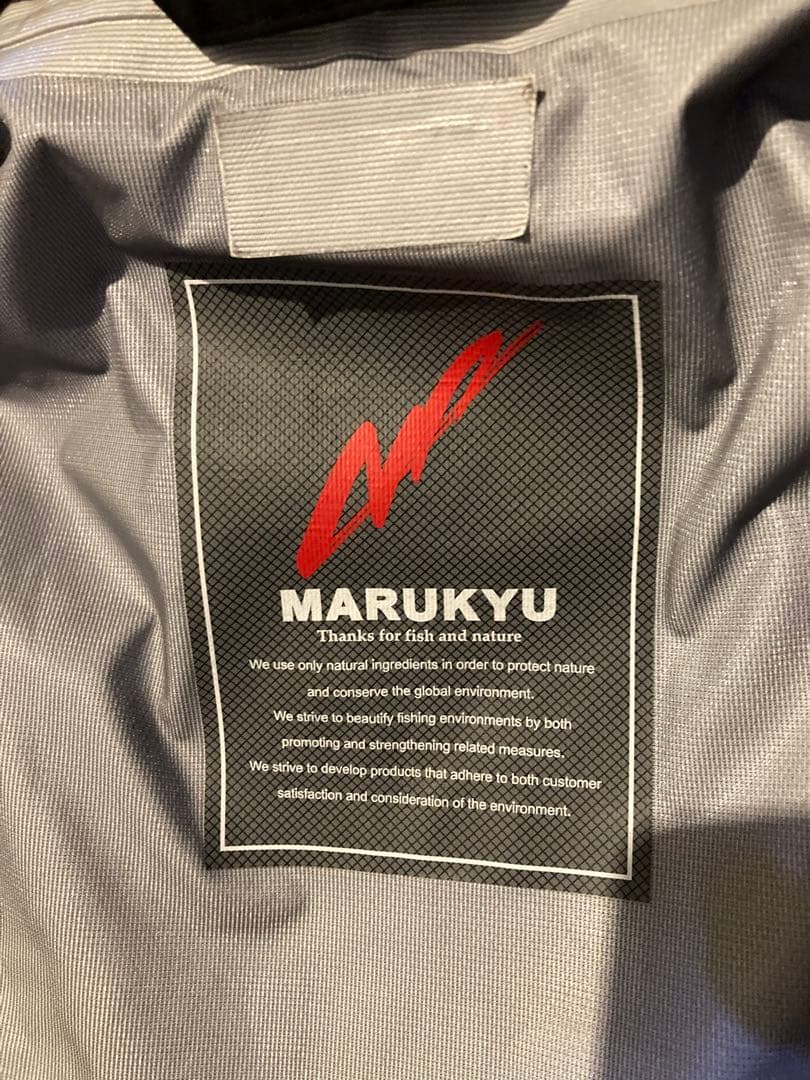 MARUKYU
Thanks for fish and nature
We use only natural ingredients in order to protect nature
and conserve the global environment.
We strive to beautify fishing environments by both
promoting and strengthening related measures.
We strive to develop products that adhere to both customer
satisfaction and consideration of the environment.